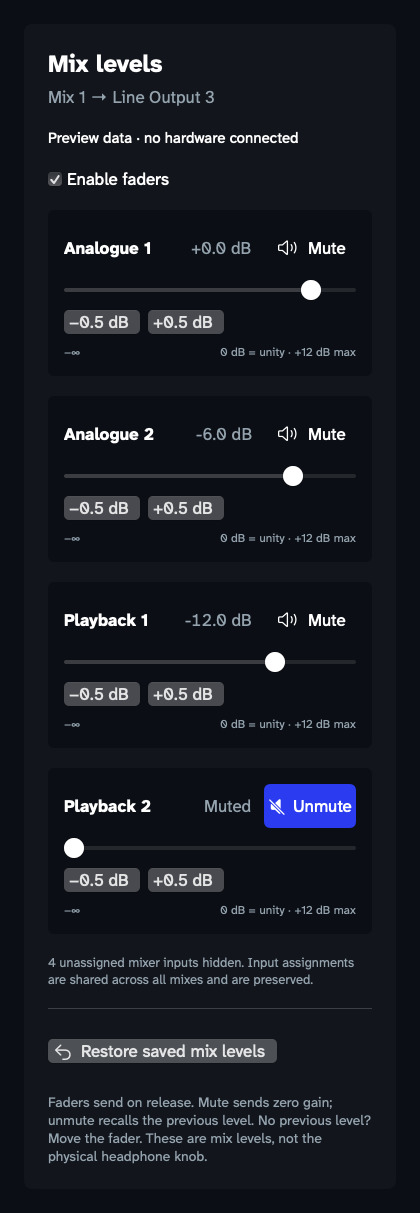 Mix levels
Mix 1 → Line Output 3
Preview data · no hardware connected
Enable faders
Analogue 1 +0.0 dB Mute
−0.5 dB +0.5 dB
−∞ 0 dB = unity · +12 dB max
Analogue 2 -6.0 dB Mute
−0.5 dB +0.5 dB
−∞ 0 dB = unity · +12 dB max
Playback 1 -12.0 dB Mute
−0.5 dB +0.5 dB
−∞ 0 dB = unity · +12 dB max
Playback 2 Muted Unmute
−0.5 dB +0.5 dB
−∞ 0 dB = unity · +12 dB max
4 unassigned mixer inputs hidden. Input assignments
are shared across all mixes and are preserved.
Restore saved mix levels
Faders send on release. Mute sends zero gain;
unmute recalls the previous level. No previous level?
Move the fader. These are mix levels, not the
physical headphone knob.